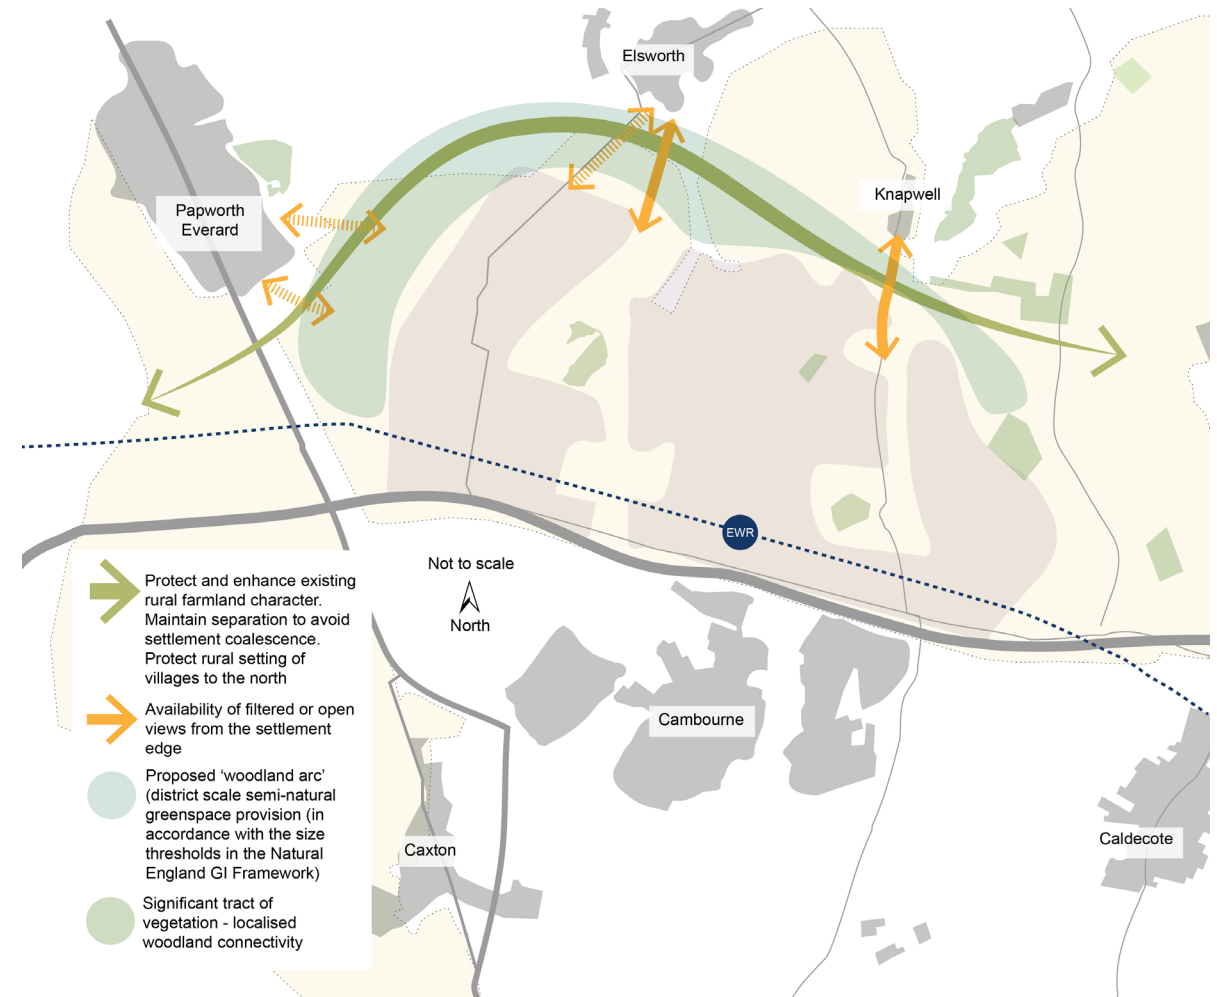 Elsworth
Knapwell
Papworth
Everard
EWR
Not to scale
North
Cambourne
Caldecote
Caxton
Protect and enhance existing
rural farmland character.
Maintain separation to avoid
settlement coalescence.
Protect rural setting of
villages to the north
Availability of filtered or open
views from the settlement
edge
Proposed ‘woodland arc’
(district scale semi-natural
greenspace provision (in
accordance with the size
thresholds in the Natural
England GI Framework)
Significant tract of
vegetation - localised
woodland connectivity